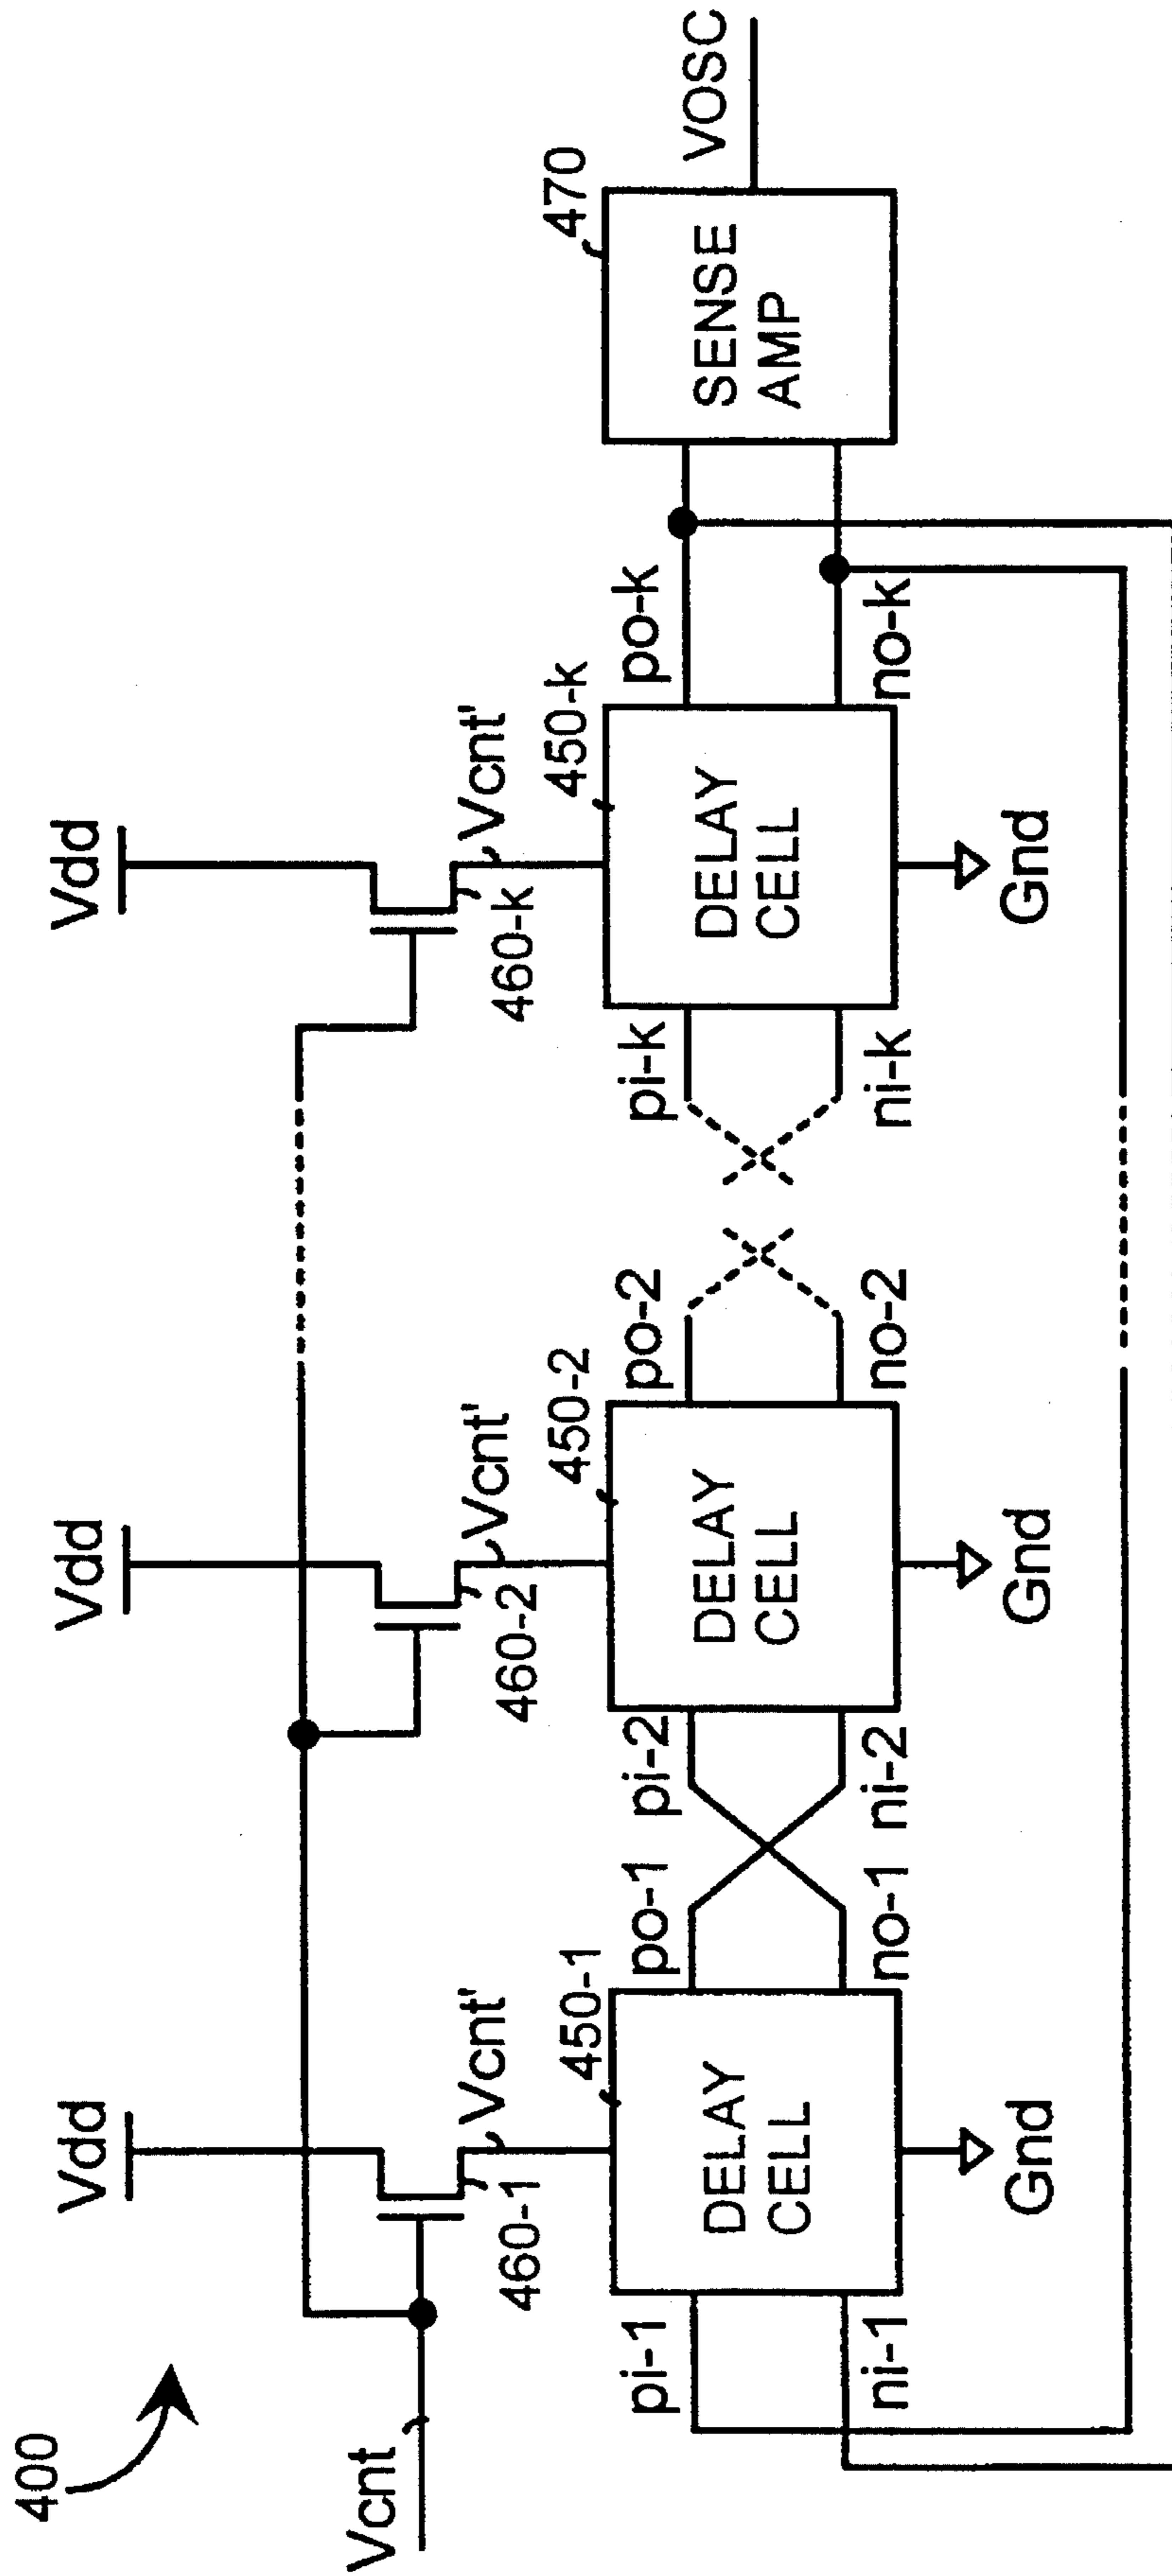 400
Vdd
Vdd
Vdd
Vcnt
460-1
Vcnt'
460-2
Vcnt'
460-k
Vcnt'
450-1
450-2
450-k
470
pi-1
ni-1
DELAY
CELL
po-1
no-1
pi-2
ni-2
DELAY
CELL
po-2
no-2
pi-k
ni-k
DELAY
CELL
po-k
no-k
SENSE
AMP
VOSC
Gnd
Gnd
Gnd